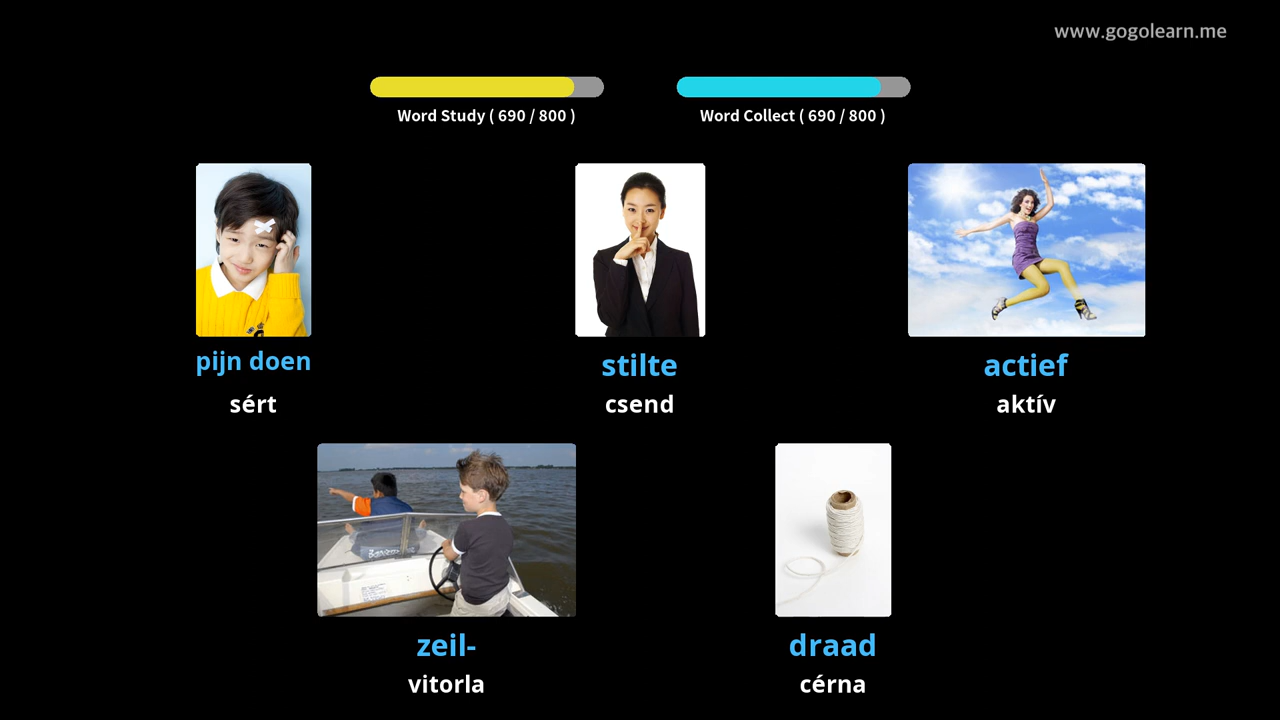 www.gogolearn.me
Word Study ( 690 / 800 )
Word Collect ( 690 / 800 )
pijn doen
sért
stilte
csend
actief
aktív
zeil-
vitorla
draad
cérna